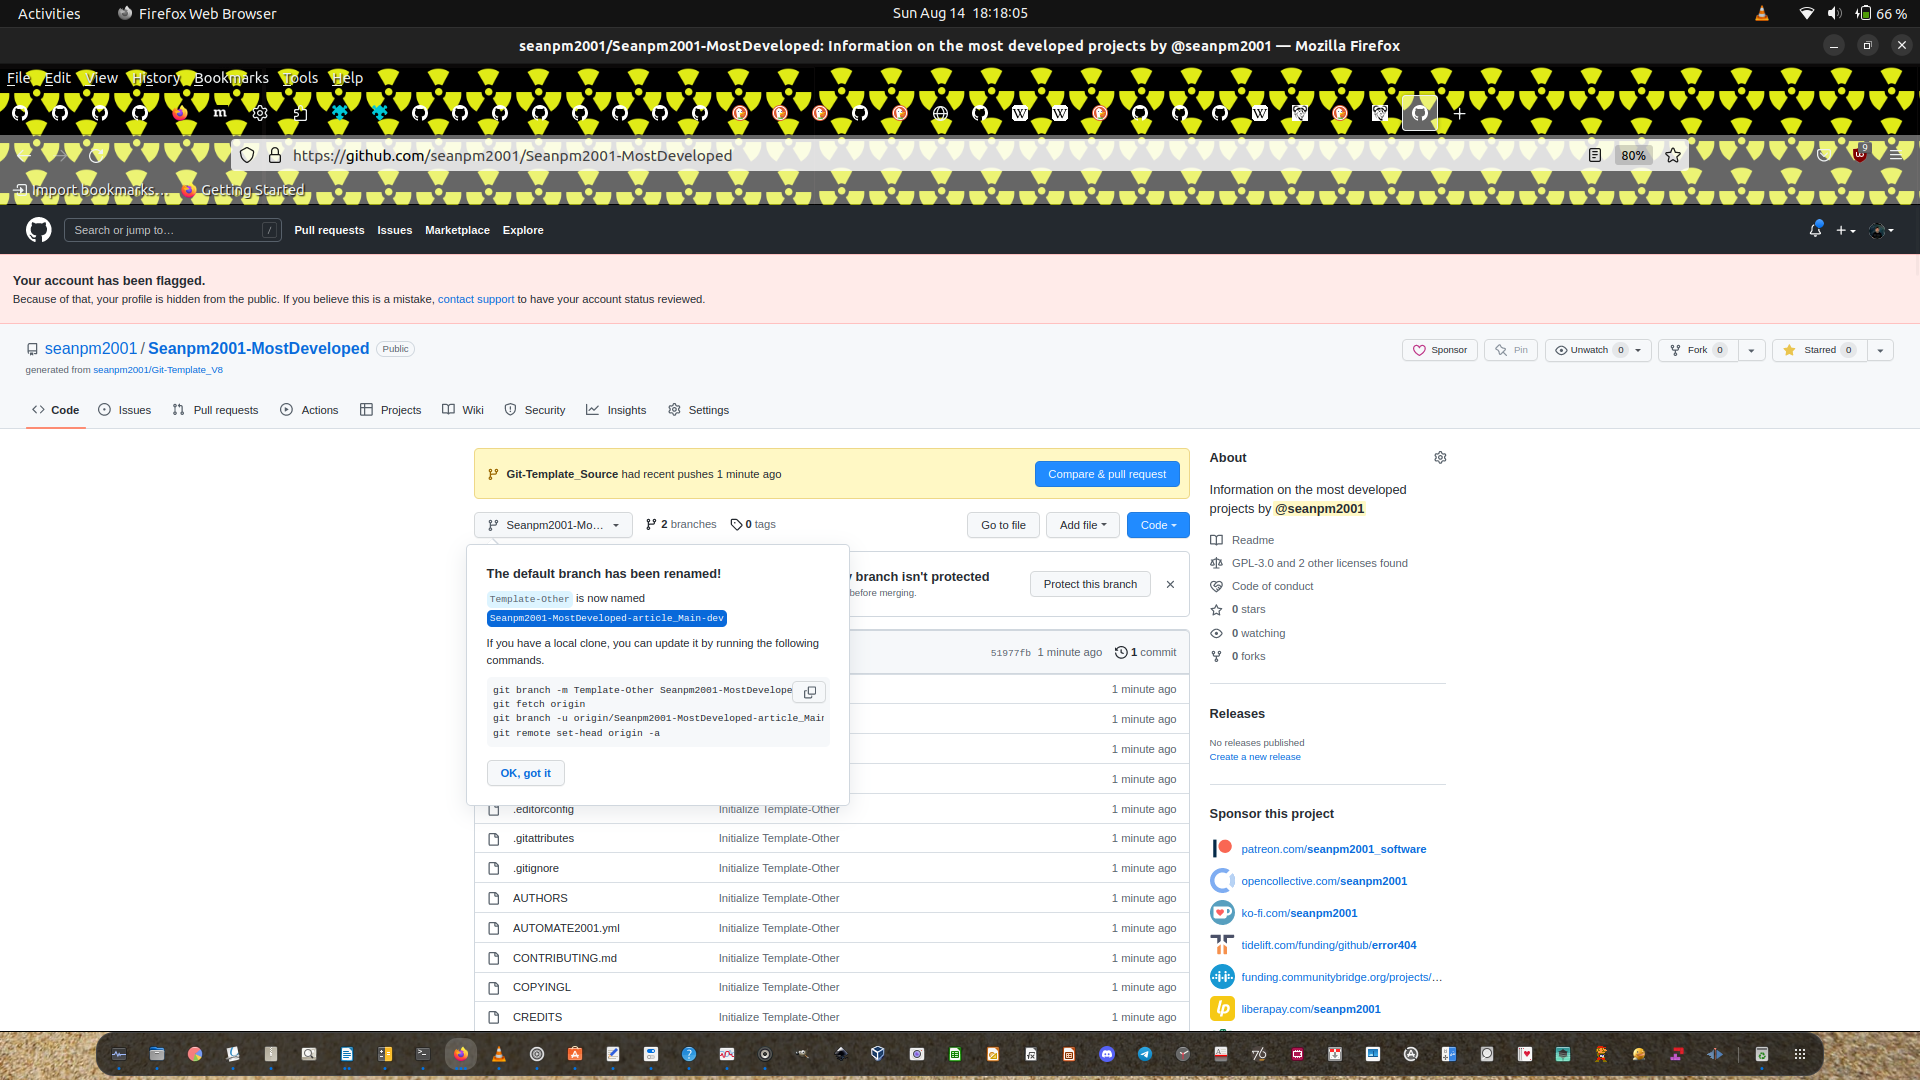 Activities
Firefox Web Browser
Sun Aug 14 18:18:05
66 %
seanpm2001/Seanpm2001-MostDeveloped: Information on the most developed projects by @seanpm2001 — Mozilla Firefox
File Edit View History Bookmarks Tools Help
https://github.com/seanpm2001/Seanpm2001-MostDeveloped
80%
9
Import bookmarks... Getting Started
Search or jump to... /
Pull requests Issues Marketplace Explore
Your account has been flagged.
Because of that, your profile is hidden from the public. If you believe this is a mistake, contact support to have your account status reviewed.
seanpm2001 / Seanpm2001-MostDeveloped Public
generated from seanpm2001/Git-Template_V8
Sponsor Pin Unwatch 0 Fork 0 Starred 0
Code Issues Pull requests Actions Projects Wiki Security Insights Settings
Git-Template_Source had recent pushes 1 minute ago
Compare & pull request
Seanpm2001-Mo... 2 branches 0 tags
Go to file Add file Code
The default branch has been renamed!
Template-Other is now named
Seanpm2001-MostDeveloped-article_Main-dev
If you have a local clone, you can update it by running the following
commands.
git branch -m Template-Other Seanpm2001-MostDevelope
git fetch origin
git branch -u origin/Seanpm2001-MostDeveloped-article_Main
git remote set-head origin -a
OK, got it
branch isn't protected
before merging.
Protect this branch
51977fb 1 minute ago 1 commit
1 minute ago
1 minute ago
1 minute ago
1 minute ago
.editorconfig Initialize Template-Other 1 minute ago
.gitattributes Initialize Template-Other 1 minute ago
.gitignore Initialize Template-Other 1 minute ago
AUTHORS Initialize Template-Other 1 minute ago
AUTOMATE2001.yml Initialize Template-Other 1 minute ago
CONTRIBUTING.md Initialize Template-Other 1 minute ago
COPYINGL Initialize Template-Other 1 minute ago
CREDITS Initialize Template-Other 1 minute ago
About
Information on the most developed
projects by @seanpm2001
Readme
GPL-3.0 and 2 other licenses found
Code of conduct
0 stars
0 watching
0 forks
Releases
No releases published
Create a new release
Sponsor this project
patreon.com/seanpm2001_software
opencollective.com/seanpm2001
ko-fi.com/seanpm2001
tidelift.com/funding/github/error404
funding.communitybridge.org/projects/...
liberapay.com/seanpm2001